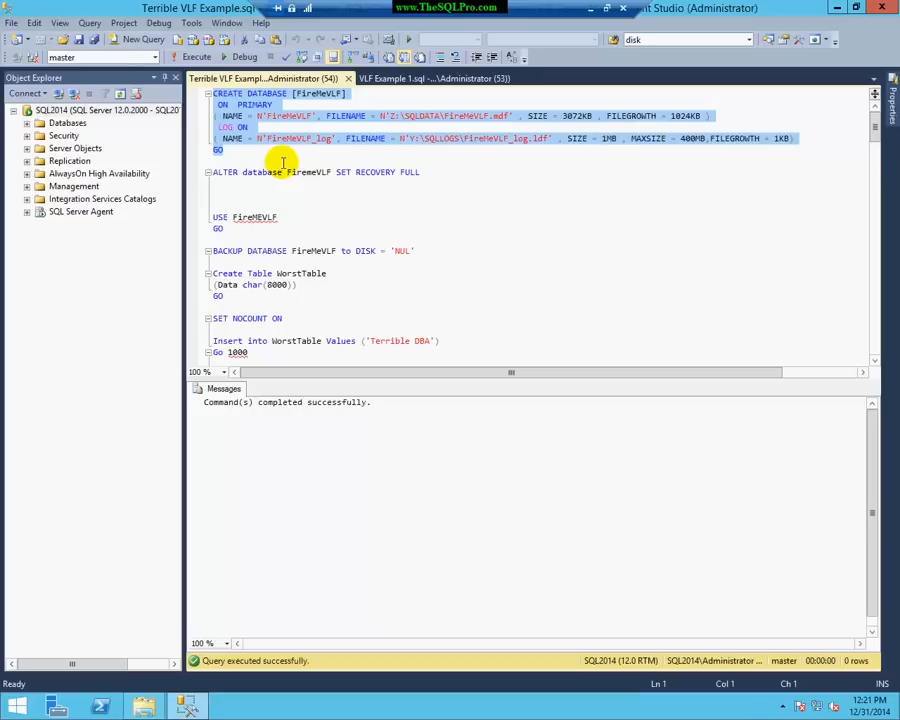 Terrible VLF Example.sql
www.TheSQLPro.com
nt Studio (Administrator)
File Edit View Query Project Debug Tools Window Help
New Query
disk
master
Execute
Debug
Object Explorer
Connect
SQL2014 (SQL Server 12.0.2000 - SQL20
Databases
Security
Server Objects
Replication
AlwaysOn High Availability
Management
Integration Services Catalogs
SQL Server Agent
Terrible VLF Exampl...Administrator (54))
VLF Example 1.sql -...\Administrator (53))
CREATE DATABASE [FireMeVLF]
ON PRIMARY
( NAME = N'FireMeVLF', FILENAME = N'Z:\SQLDATA\FireMeVLF.mdf' , SIZE = 3072KB , FILEGROWTH = 1024KB )
LOG ON
( NAME = N'FireMeVLF_log', FILENAME = N'Y:\SQLLOGS\FireMeVLF_log.ldf' , SIZE = 1MB , MAXSIZE = 400MB,FILEGROWTH = 1KB)
GO
ALTER database FiremeVLF SET RECOVERY FULL
USE FireMEVLF
GO
BACKUP DATABASE FireMeVLF to DISK = 'NUL'
Create Table WorstTable
(Data char(8000))
GO
SET NOCOUNT ON
Insert into WorstTable Values ('Terrible DBA')
Go 1000
100 %
Messages
Command(s) completed successfully.
100 %
Query executed successfully.
SQL2014 (12.0 RTM)
SQL2014\Administrator ...
master
00:00:00
0 rows
Properties
Ready
Ln 1
Col 1
Ch 1
INS
12:21 PM
12/31/2014